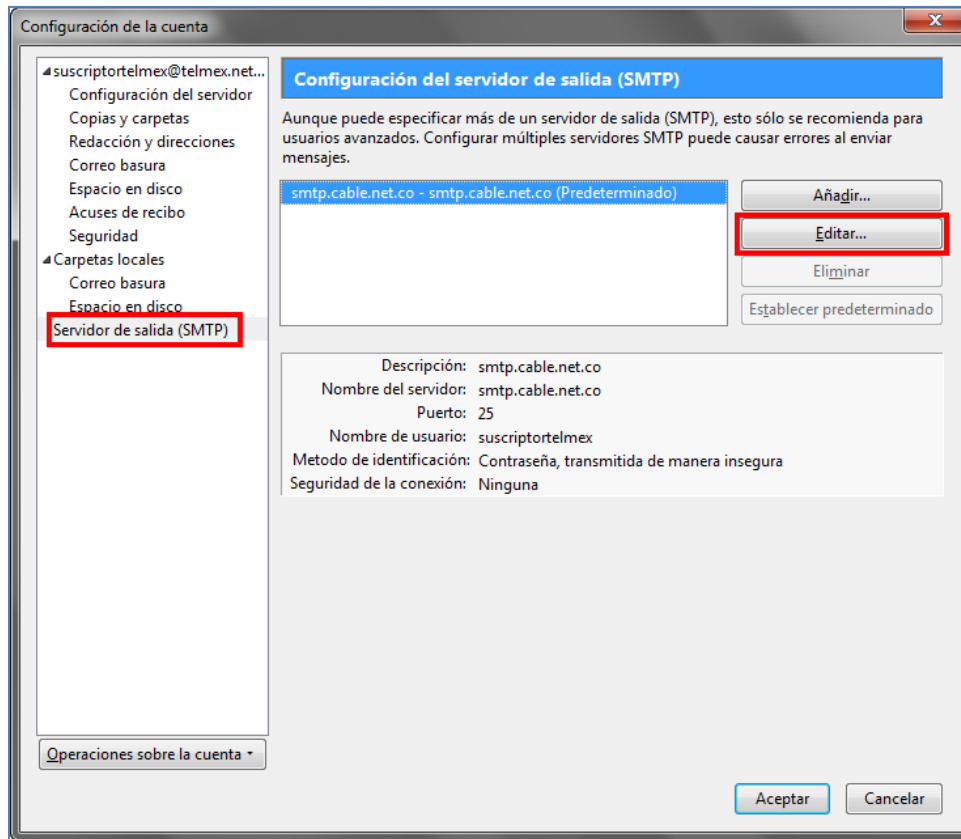 Configuración de la cuenta
suscriptortelmex@telmex.net...
Configuración del servidor
Copias y carpetas
Redacción y direcciones
Correo basura
Espacio en disco
Acuses de recibo
Seguridad
Carpetas locales
Correo basura
Espacio en disco
Servidor de salida (SMTP)
Operaciones sobre la cuenta
Configuración del servidor de salida (SMTP)
Aunque puede especificar más de un servidor de salida (SMTP), esto sólo se recomienda para
usuarios avanzados. Configurar múltiples servidores SMTP puede causar errores al enviar
mensajes.
smtp.cable.net.co - smtp.cable.net.co (Predeterminado)
Añadir...
Editar...
Eliminar
Establecer predeterminado
Descripción: smtp.cable.net.co
Nombre del servidor: smtp.cable.net.co
Puerto: 25
Nombre de usuario: suscriptortelmex
Metodo de identificación: Contraseña, transmitida de manera insegura
Seguridad de la conexión: Ninguna
Aceptar
Cancelar